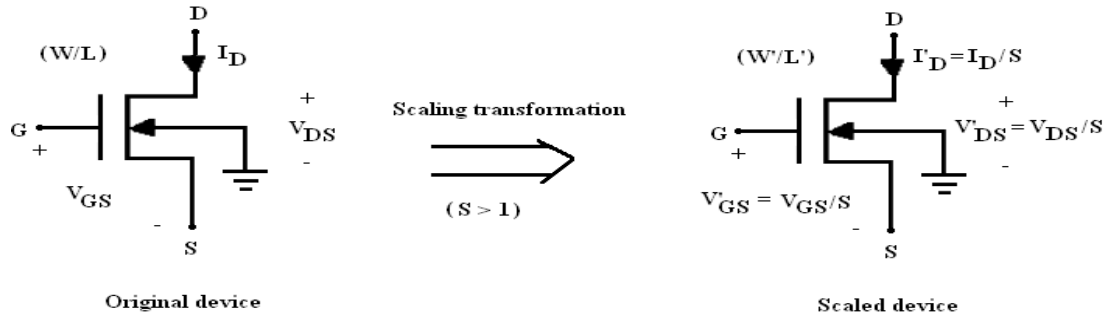 D
(W/L)
I_D
+
G
V_DS
+
-
V_GS
-
S
Original device
Scaling transformation
(S > 1)
D
(W'/L')
I'_D = I_D/S
+
G
V'_DS = V_DS/S
+
-
V'_GS = V_GS/S
-
S
Scaled device